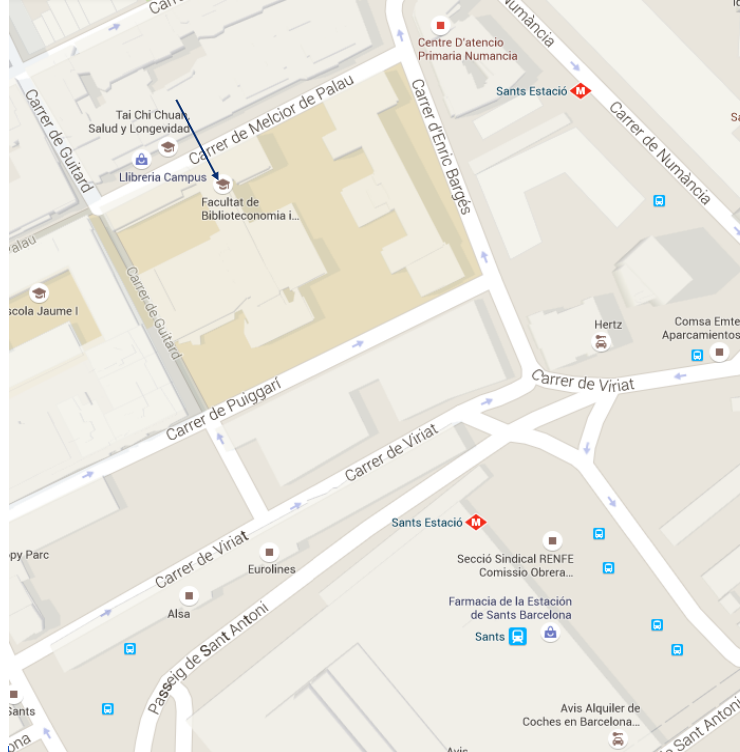 Numància
Centre D'atencio
Primaria Numancia
Sants Estació
M
Carrer de Numància
Carrer de Guitard
Tai Chi Chuan,
Salud y Longevidad
Carrer de Melcior de Palau
Carrer d'Enric Bargés
Llibreria Campus
Facultat de
Biblioteconomia i...
alau
Carrer de Guitard
scola Jaume I
Hertz
Comsa Emte
Aparcamientos
Carrer de Viriat
Carrer de Puiggarí
Carrer de Viriat
Sants Estació
M
py Parc
Carrer de Viriat
Eurolines
Secció Sindical RENFE
Comissio Obrera...
Alsa
Farmacia de la Estación
de Sants Barcelona
Sants
Passeig de Sant Antoni
Sants
ona
Avis Alquiler de
Coches en Barcelona...
Sant Antoni
Avis